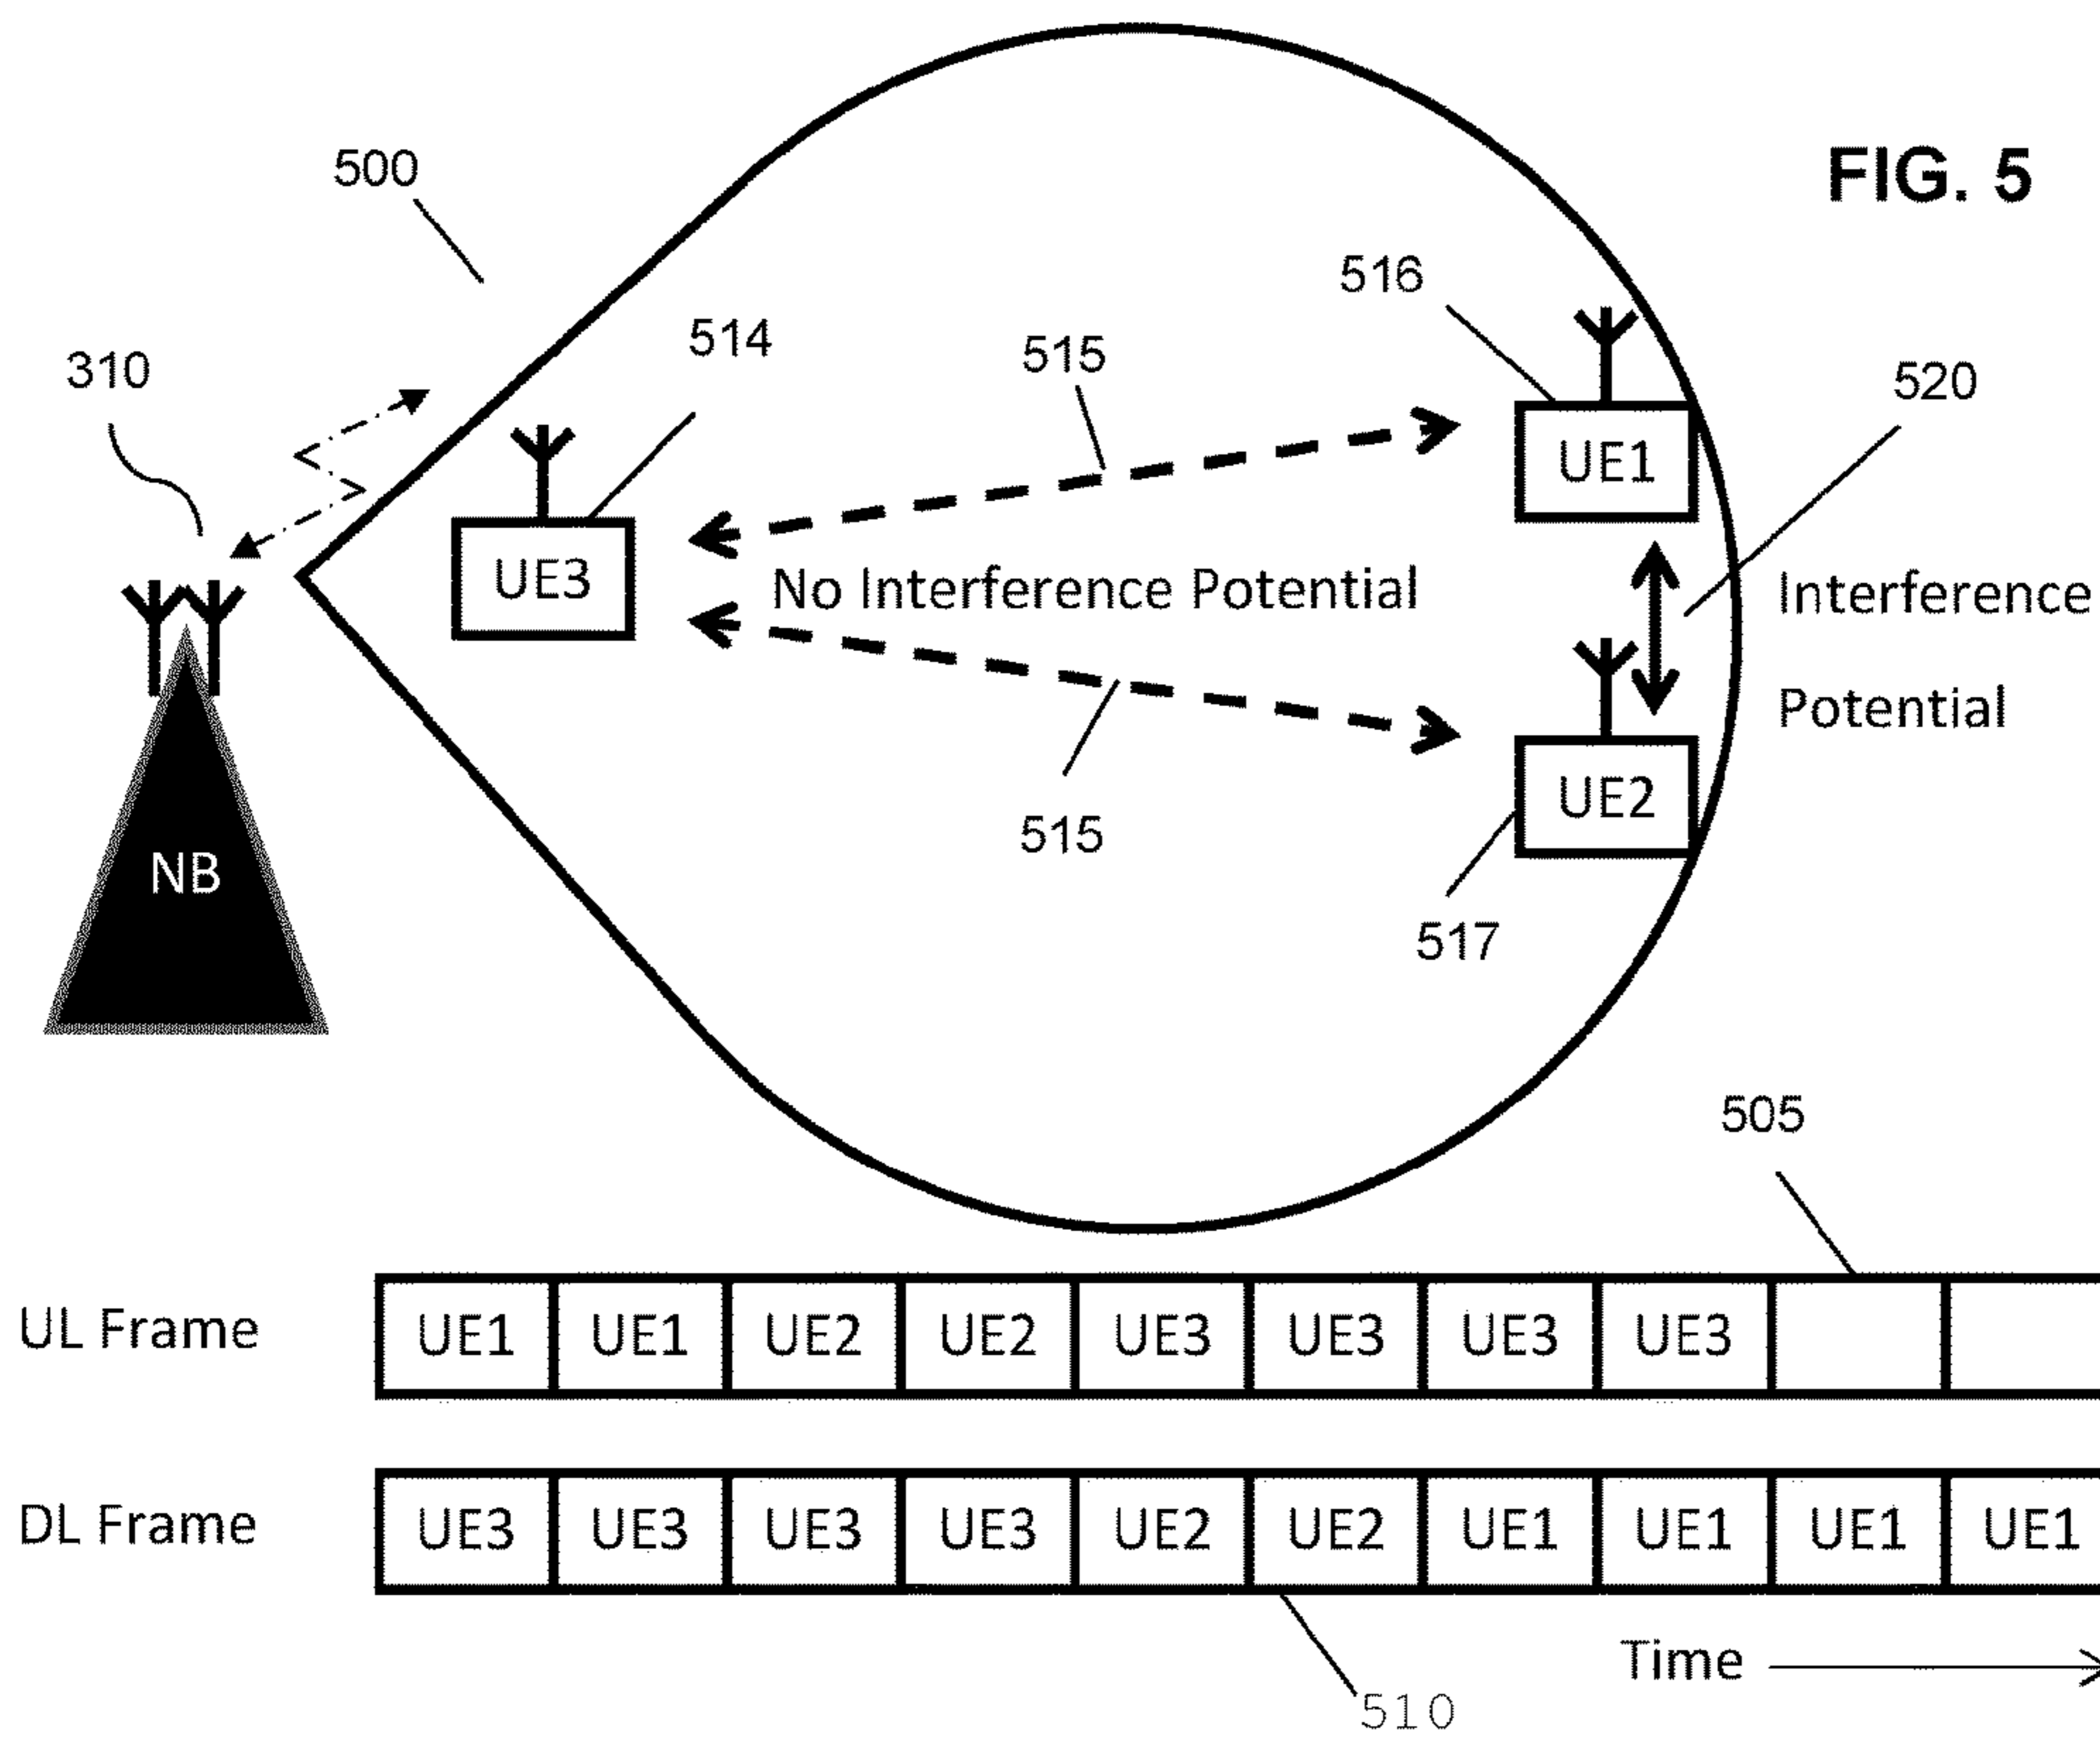 FIG. 5
500
516
514
515
310
520
UE1
UE3
No Interference Potential
Interference
Potential
UE2
515
NB
517
505
UL Frame UE1 UE1 UE2 UE2 UE3 UE3 UE3 UE3
DL Frame UE3 UE3 UE3 UE3 UE2 UE2 UE1 UE1 UE1 UE1
Time
510